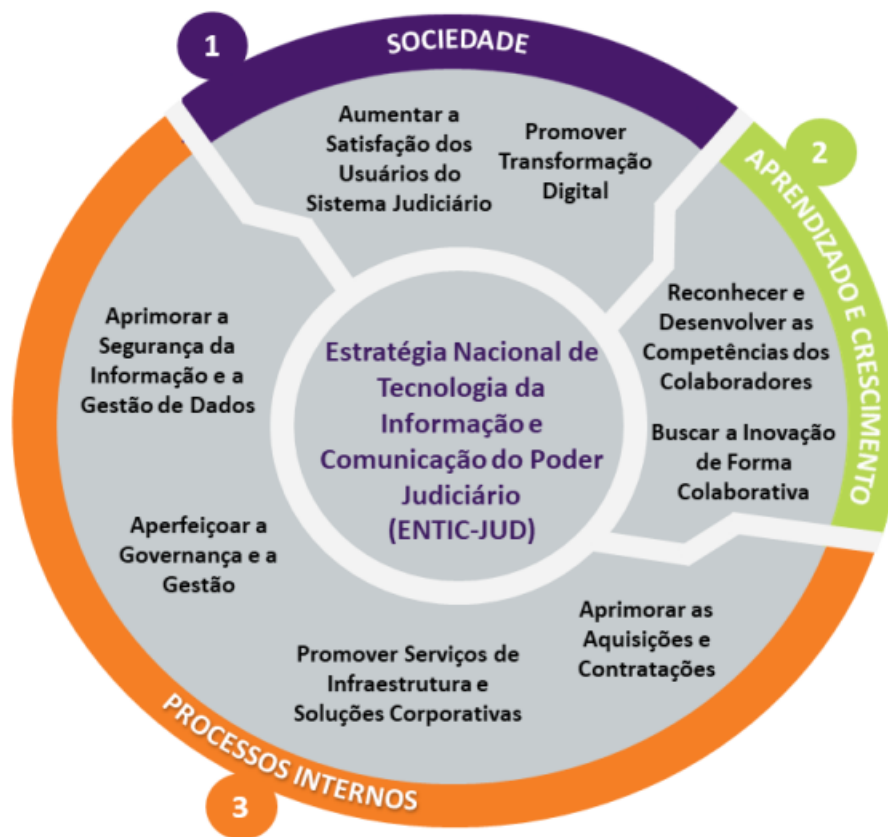 1
SOCIEDADE
Aumentar a
Satisfação dos
Usuários do
Sistema Judiciário
Promover
Transformação
Digital
2
APRENDIZADO E CRESCIMENTO
Reconhecer e
Desenvolver as
Competências dos
Colaboradores
Buscar a Inovação
de Forma
Colaborativa
Estratégia Nacional de
Tecnologia da
Informação e
Comunicação do Poder
Judiciário
(ENTIC-JUD)
Aprimorar a
Segurança da
Informação e a
Gestão de Dados
Aperfeiçoar a
Governança e a
Gestão
Promover Serviços de
Infraestrutura e
Soluções Corporativas
Aprimorar as
Aquisições e
Contratações
PROCESSOS INTERNOS
3